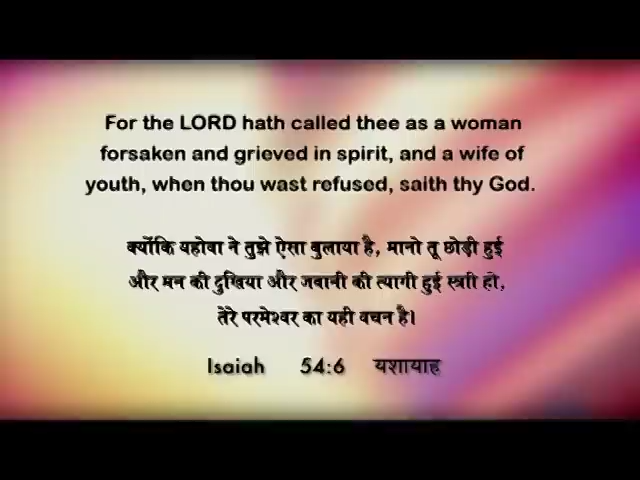 For the LORD hath called thee as a woman
forsaken and grieved in spirit, and a wife of
youth, when thou wast refused, saith thy God.
क्योंकि यहोवा ने तुझे ऐसा बुलाया है, मानो तू छोड़ी हुई
और मन की दुखिया और जवानी की त्यागी हुई स्त्राी हो,
तेरे परमेश्वर का यही वचन है।
Isaiah 54:6 यशायाह